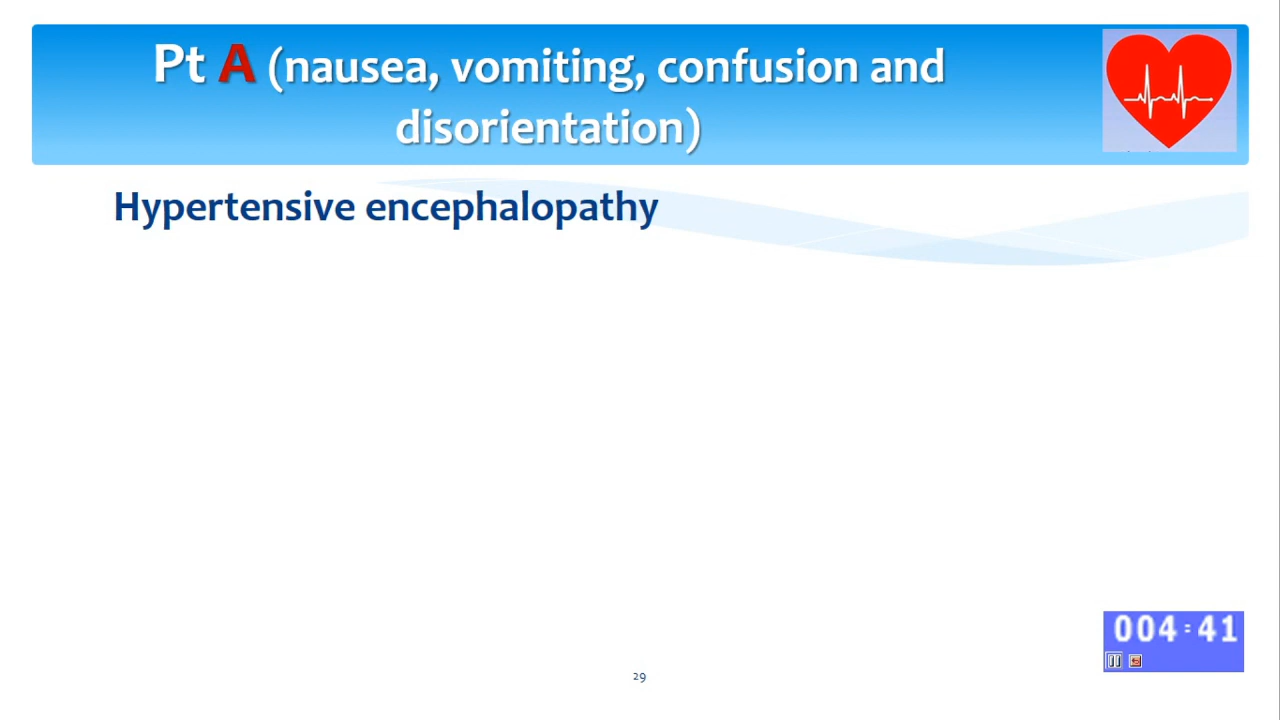 Pt A (nausea, vomiting, confusion and
disorientation)
Hypertensive encephalopathy
004:41
29